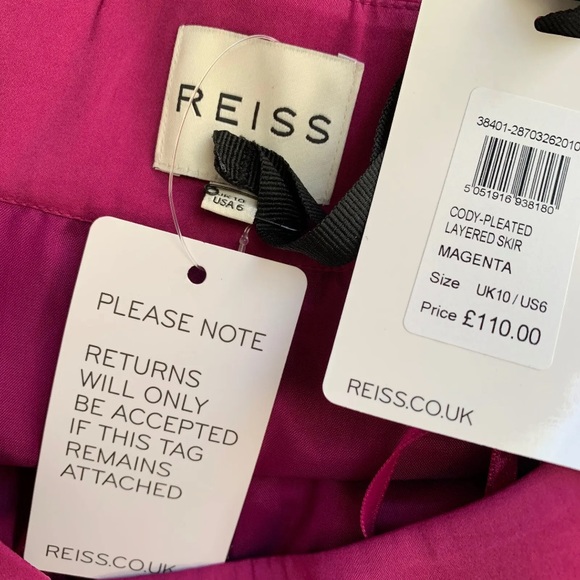 REISS
UK 10
USA 6
PLEASE NOTE
RETURNS
WILL ONLY
BE ACCEPTED
IF THIS TAG
REMAINS
ATTACHED
REISS.CO.UK
38401-28703262010
5 051916 938180
CODY-PLEATED
LAYERED SKIR
MAGENTA
Size UK10 / US6
Price £110.00
REISS.CO.UK